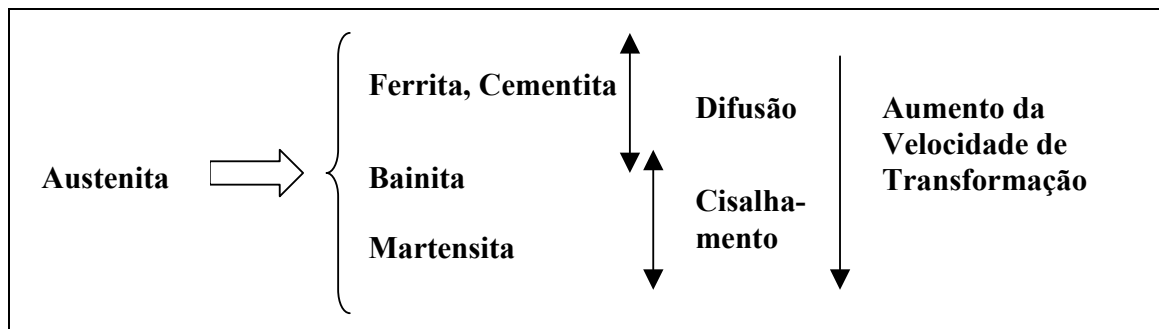 Austenita
Ferrita, Cementita
Bainita
Martensita
Difusão
Cisalha-
mento
Aumento da
Velocidade de
Transformação